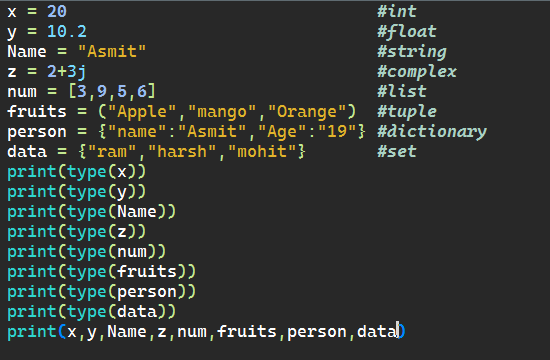 x = 20 #int
y = 10.2 #float
Name = "Asmit" #string
z = 2+3j #complex
num = [3,9,5,6] #list
fruits = ("Apple","mango","Orange") #tuple
person = {"name":"Asmit","Age":"19"} #dictionary
data = {"ram","harsh","mohit"} #set
print(type(x))
print(type(y))
print(type(Name))
print(type(z))
print(type(num))
print(type(fruits))
print(type(person))
print(type(data))
print(x,y,Name,z,num,fruits,person,data)